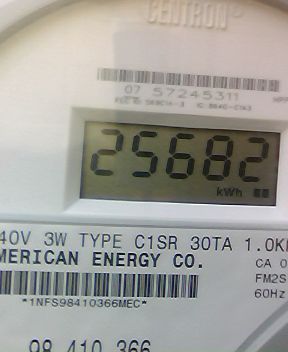 CENTRON®
07 57245311
25682
kWh
40V 3W TYPE C1SR 30TA 1.0K
MERICAN ENERGY CO.
CA 0
FM2S
60Hz
*1NFS98410366MEC*
98 410 366